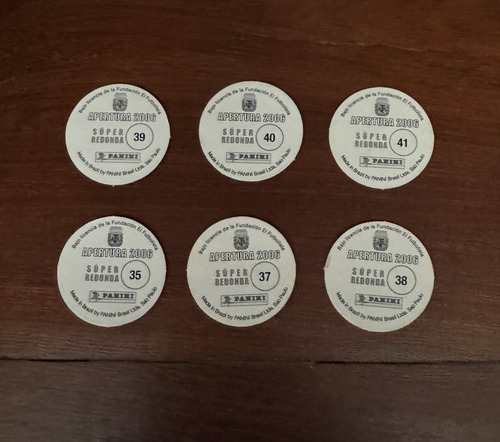 Bajo licencia de la Fundación El Futbolista
APERTURA 2006
SÚPER
REDONDA
39
PANINI
Made in Brazil by PANINI Brasil Ltda. Sao Paulo
Bajo licencia de la Fundación El Futbolista
APERTURA 2006
SÚPER
REDONDA
40
PANINI
Made in Brazil by PANINI Brasil Ltda. Sao Paulo
Bajo licencia de la Fundación El Futbolista
APERTURA 2006
SÚPER
REDONDA
41
PANINI
Made in Brazil by PANINI Brasil Ltda. Sao Paulo
Bajo licencia de la Fundación El Futbolista
APERTURA 2006
SÚPER
REDONDA
35
PANINI
Made in Brazil by PANINI Brasil Ltda. Sao Paulo
Bajo licencia de la Fundación El Futbolista
APERTURA 2006
SÚPER
REDONDA
37
PANINI
Made in Brazil by PANINI Brasil Ltda. Sao Paulo
Bajo licencia de la Fundación El Futbolista
APERTURA 2006
SÚPER
REDONDA
38
PANINI
Made in Brazil by PANINI Brasil Ltda. Sao Paulo